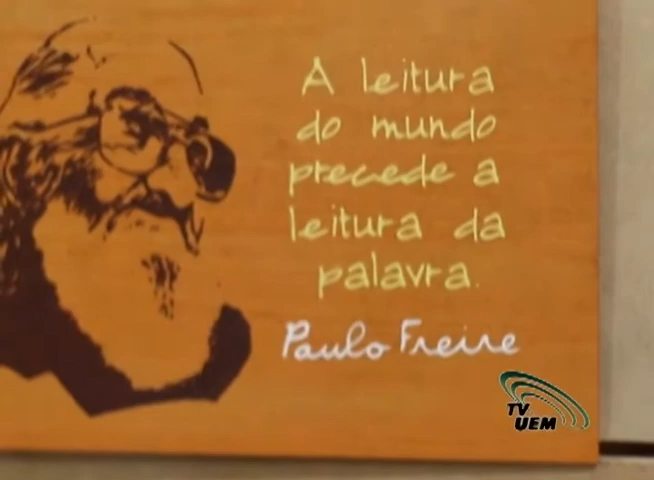 A leitura
do mundo
precede a
leitura da
palavra.
Paulo Freire
TV
UEM